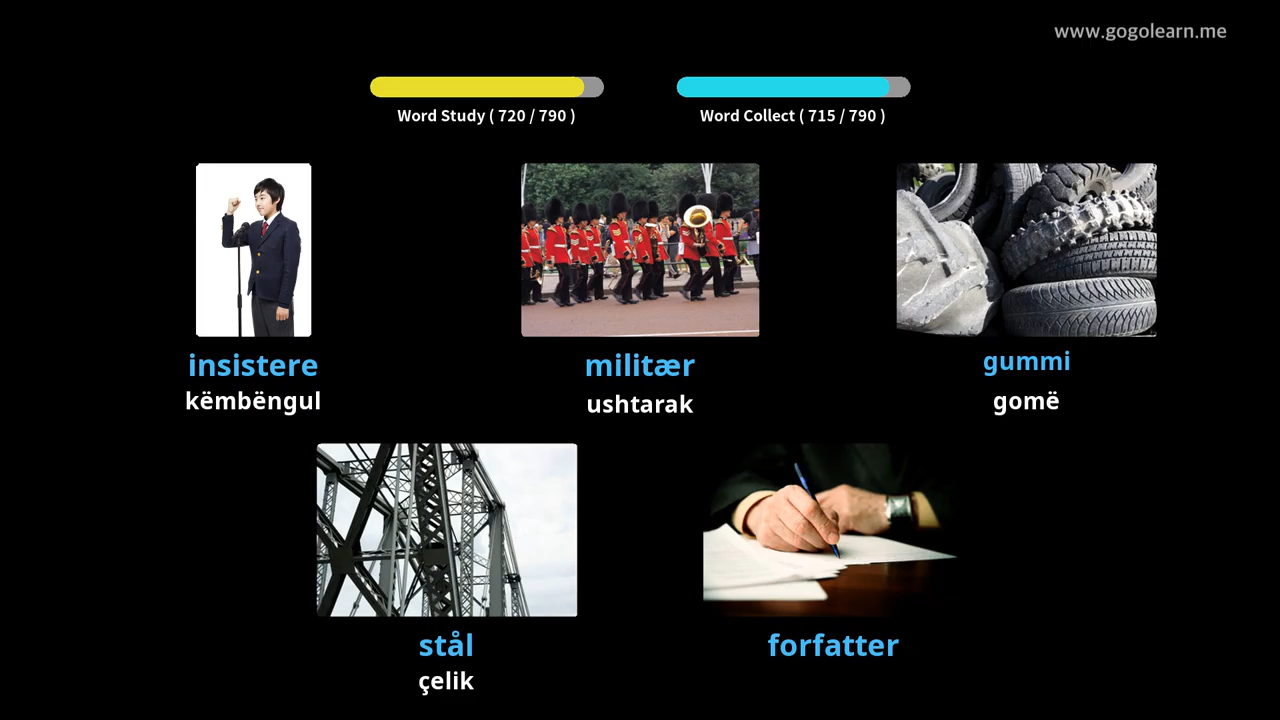 www.gogolearn.me
Word Study ( 720 / 790 )
Word Collect ( 715 / 790 )
insistere
këmbëngul
militær
ushtarak
gummi
gomë
stål
çelik
forfatter